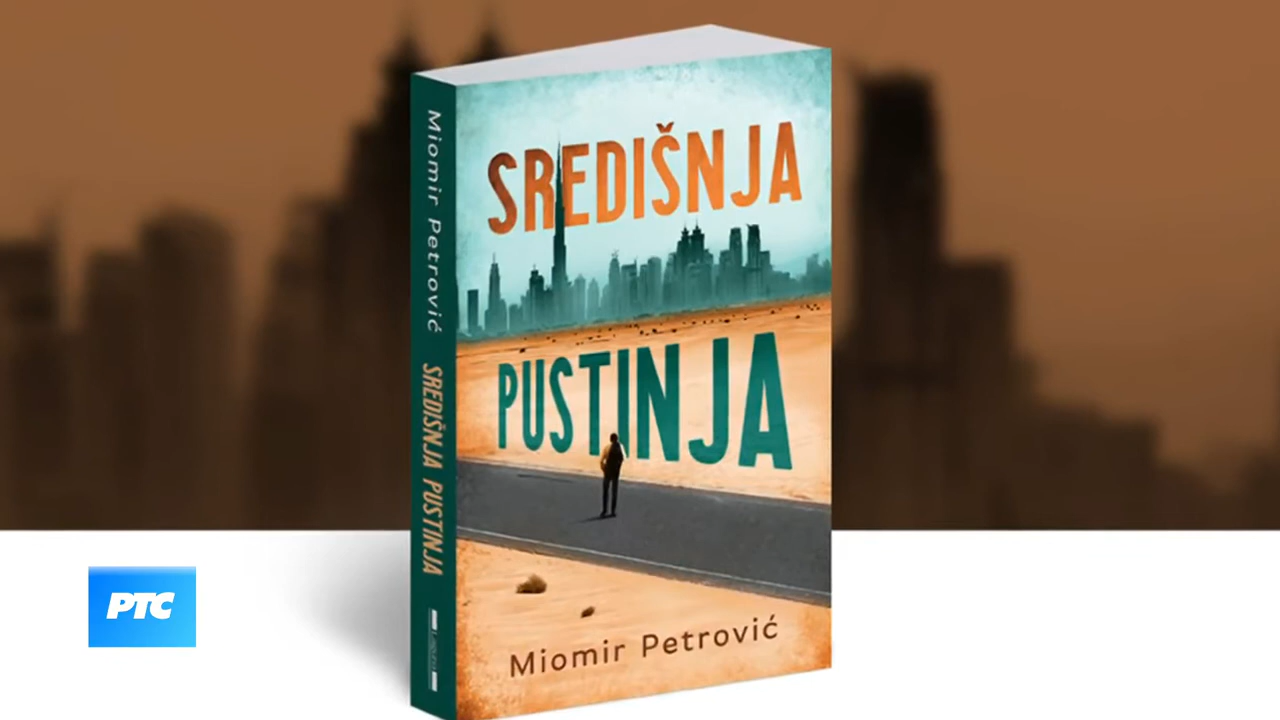 Miomir Petrović SREDIŠNJA PUSTINJA
SREDIŠNJA
PUSTINJA
Miomir Petrović
РТС